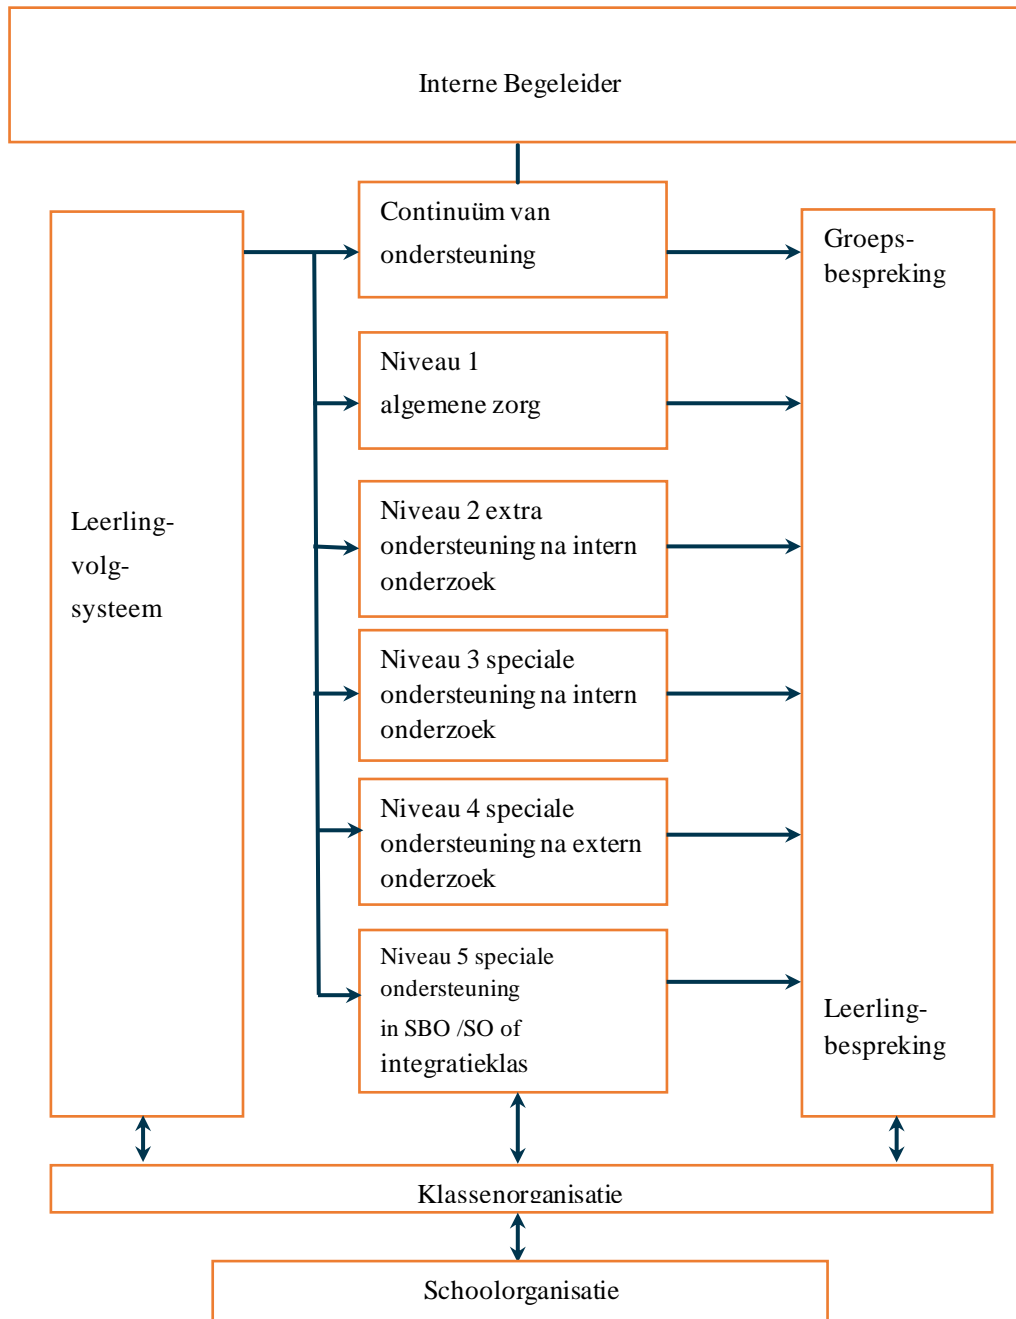 Interne Begeleider
Continuüm van
ondersteuning
Groeps-
bespreking
Niveau 1
algemene zorg
Leerling-
volg-
systeem
Niveau 2 extra
ondersteuning na intern
onderzoek
Niveau 3 speciale
ondersteuning na intern
onderzoek
Niveau 4 speciale
ondersteuning na extern
onderzoek
Niveau 5 speciale
ondersteuning
in SBO /SO of
integratieklas
Leerling-
bespreking
Klassenorganisatie
Schoolorganisatie